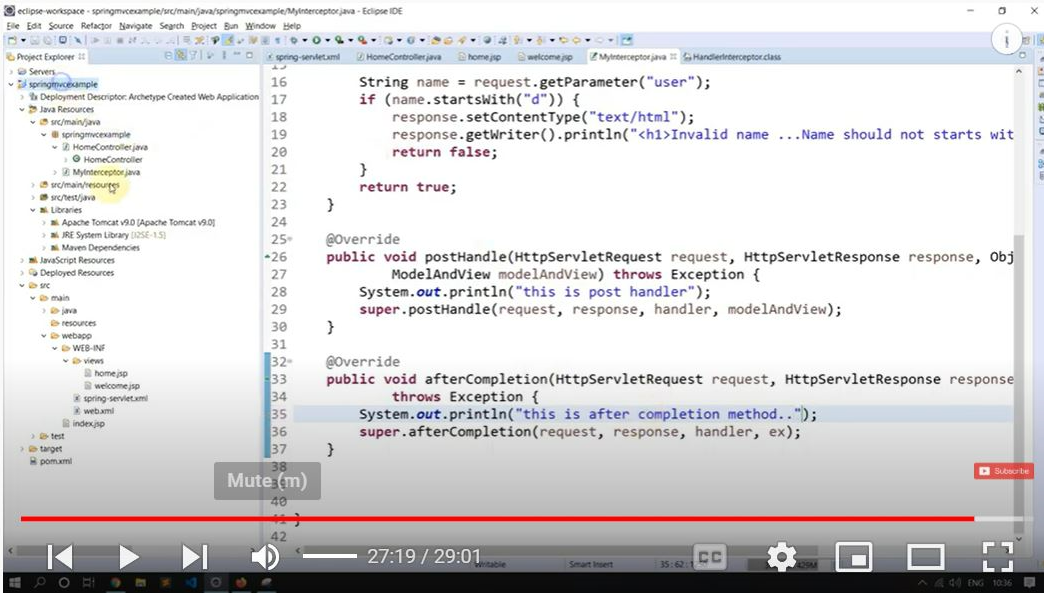 eclipse-workspace - springmvcexample/src/main/java/springmvcexample/MyInterceptor.java - Eclipse IDE
File Edit Source Refactor Navigate Search Project Run Window Help
Project Explorer
spring-servlet.xml
HomeController.java
home.jsp
welcome.jsp
MyInterceptor.java
HandlerInterceptor.class
Servers
springmvcexample
Deployment Descriptor: Archetype Created Web Application
Java Resources
src/main/java
springmvcexample
HomeController.java
HomeController
MyInterceptor.java
src/main/resources
src/test/java
Libraries
Apache Tomcat v9.0 [Apache Tomcat v9.0]
JRE System Library [J2SE-1.5]
Maven Dependencies
JavaScript Resources
Deployed Resources
src
main
java
resources
webapp
WEB-INF
views
home.jsp
welcome.jsp
spring-servlet.xml
web.xml
index.jsp
test
target
pom.xml
16 String name = request.getParameter("user");
17 if (name.startsWith("d")) {
18 response.setContentType("text/html");
19 response.getWriter().println("<h1>Invalid name ...Name should not starts wit
20 return false;
21 }
22 return true;
23 }
24
25 @Override
26 public void postHandle(HttpServletRequest request, HttpServletResponse response, Obj
27 ModelAndView modelAndView) throws Exception {
28 System.out.println("this is post handler");
29 super.postHandle(request, response, handler, modelAndView);
30 }
31
32 @Override
33 public void afterCompletion(HttpServletRequest request, HttpServletResponse response
34 throws Exception {
35 System.out.println("this is after completion method..");
36 super.afterCompletion(request, response, handler, ex);
37 }
38
39
40
41 }
42
Mute (m)
Subscribe
27:19 / 29:01
CC
Writable
Smart Insert
ENG
10:36